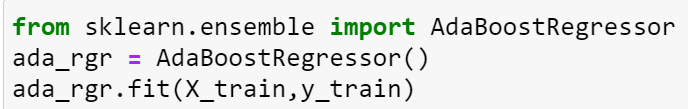 from sklearn.ensemble import AdaBoostRegressor
ada_rgr = AdaBoostRegressor()
ada_rgr.fit(X_train,y_train)